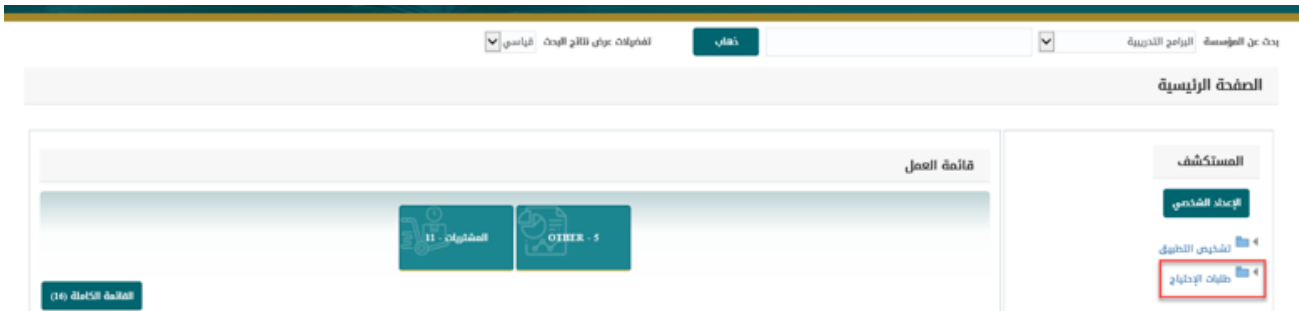 بحث عن المؤسسة البرامج التدريبية ذهاب تفضيلات عرض نتائج البحث قياسي
الصفحة الرئيسية
المستكشف
الإعداد الشخصي
تشخيص التطبيق
طلبات الإحتياج
قائمة العمل
OTHER - 5
المشتريات - 11
القائمة الكاملة (16)